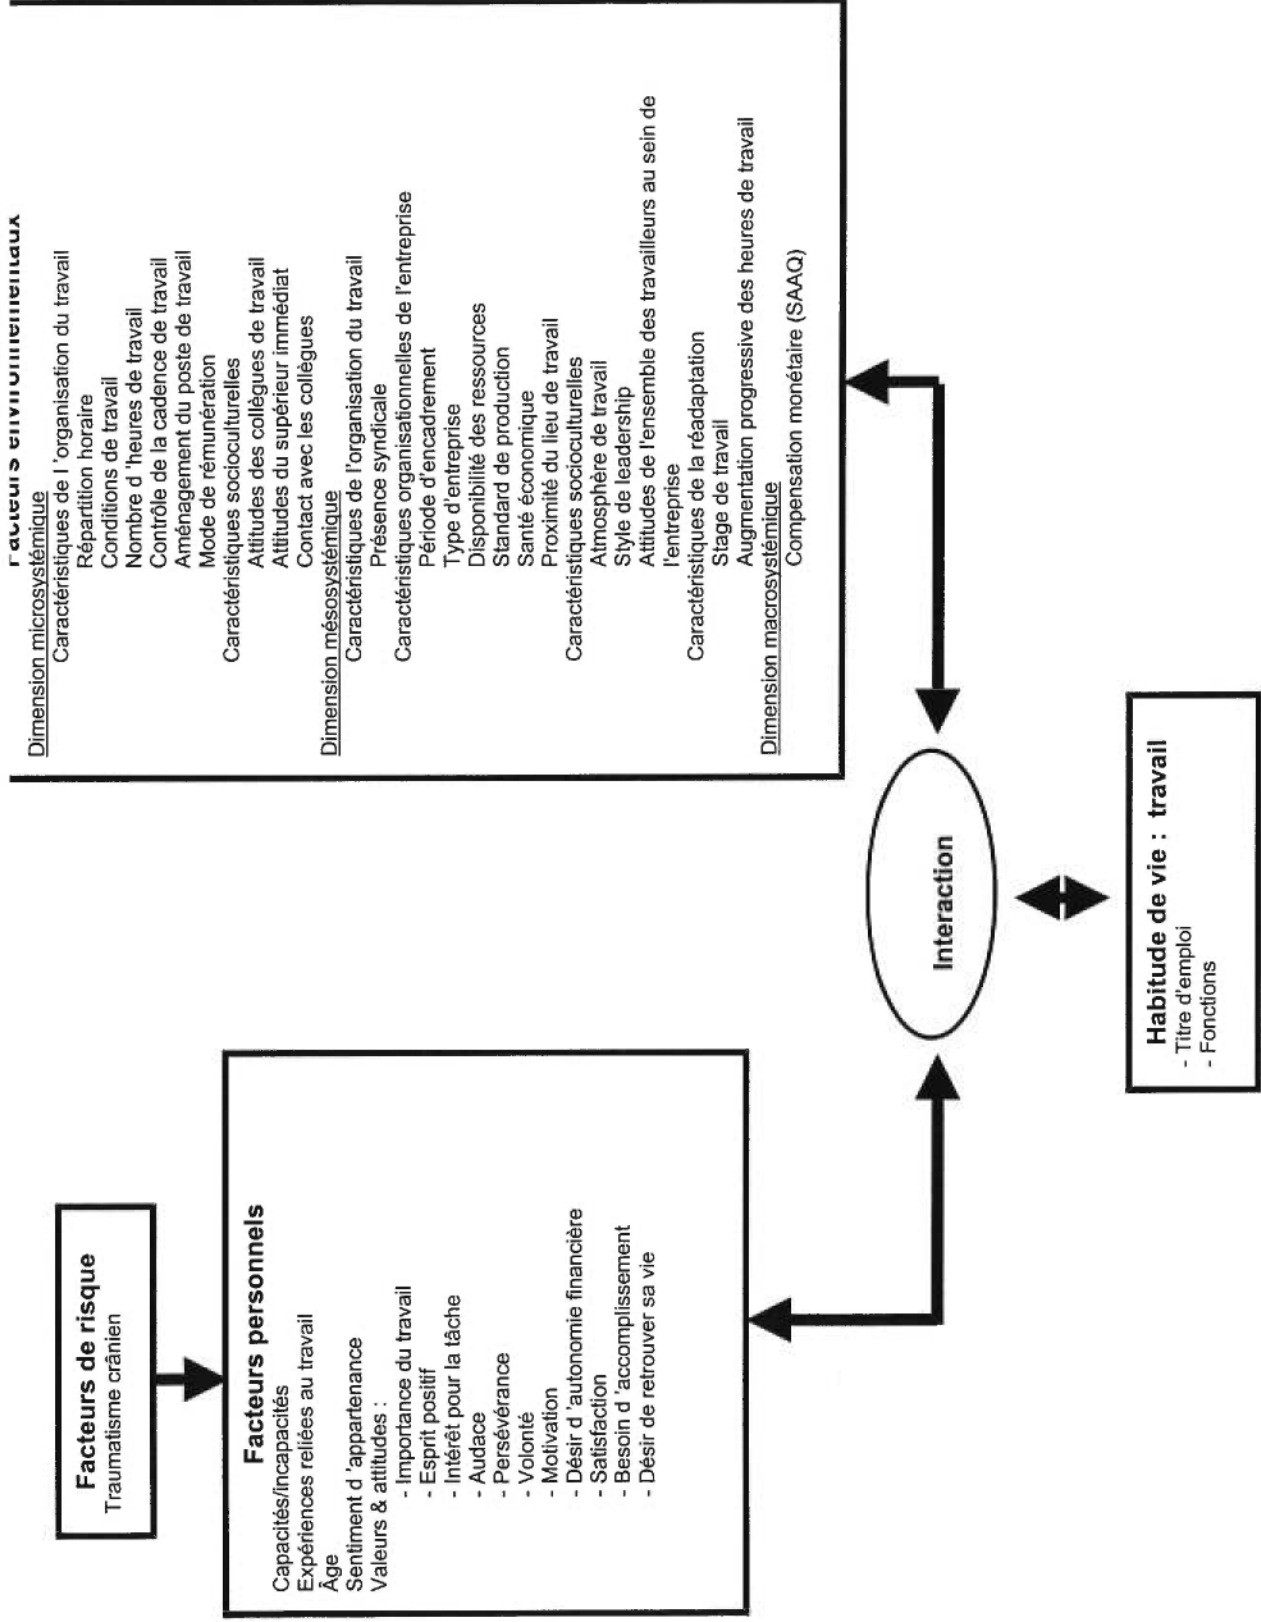 Facteurs de risque
Traumatisme crânien
Facteurs personnels
Capacités/incapacités
Expériences reliées au travail
Âge
Sentiment d 'appartenance
Valeurs & attitudes :
- Importance du travail
- Esprit positif
- Intérêt pour la tâche
- Audace
- Persévérance
- Volonté
- Motivation
- Désir d 'autonomie financière
- Satisfaction
- Besoin d 'accomplissement
- Désir de retrouver sa vie
Facteurs environnementaux
Dimension microsystémique
Caractéristiques de l 'organisation du travail
Répartition horaire
Conditions de travail
Nombre d 'heures de travail
Contrôle de la cadence de travail
Aménagement du poste de travail
Mode de rémunération
Caractéristiques socioculturelles
Attitudes des collègues de travail
Attitudes du supérieur immédiat
Contact avec les collègues
Dimension mésosystémique
Caractéristiques de l'organisation du travail
Présence syndicale
Caractéristiques organisationnelles de l'entreprise
Période d'encadrement
Type d'entreprise
Disponibilité des ressources
Standard de production
Santé économique
Proximité du lieu de travail
Caractéristiques socioculturelles
Atmosphère de travail
Style de leadership
Attitudes de l'ensemble des travailleurs au sein de
l'entreprise
Caractéristiques de la réadaptation
Stage de travail
Augmentation progressive des heures de travail
Dimension macrosystémique
Compensation monétaire (SAAQ)
Interaction
Habitude de vie : travail
- Titre d'emploi
- Fonctions